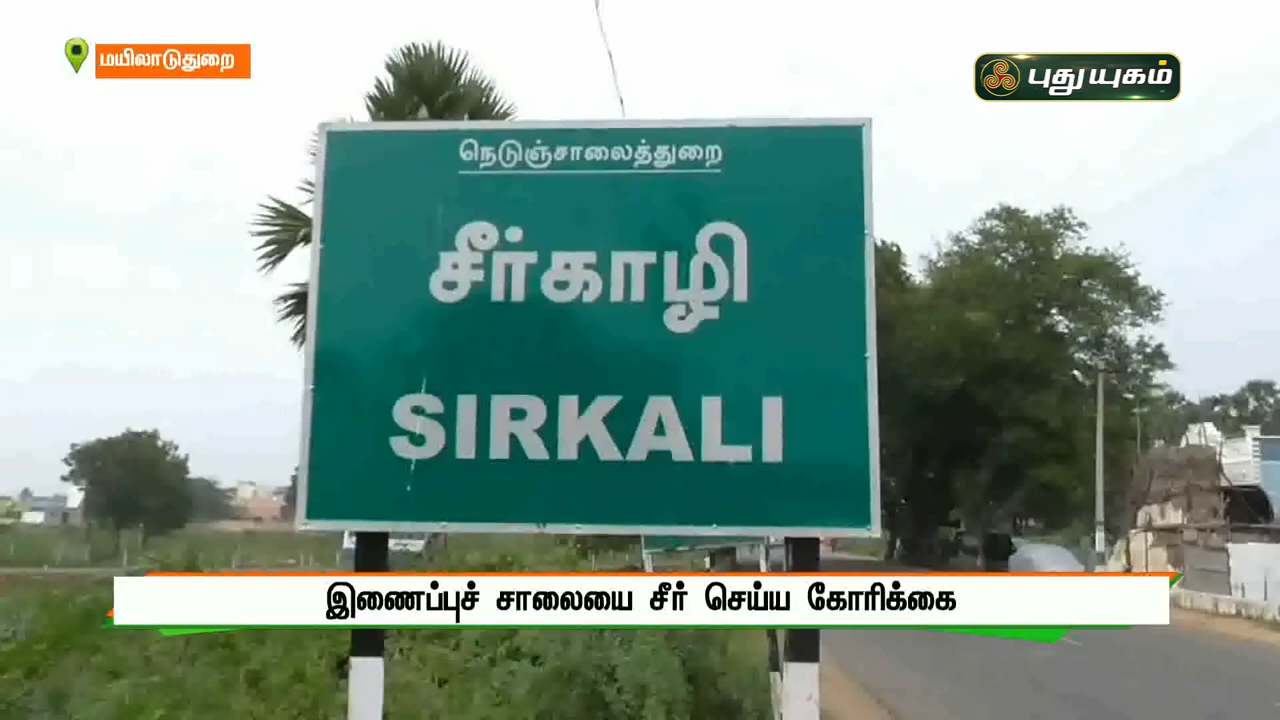 மயிலாடுதுறை
புதுயுகம்
நெடுஞ்சாலைத்துறை
சீர்காழி
SIRKALI
இணைப்புச் சாலையை சீர் செய்ய கோரிக்கை